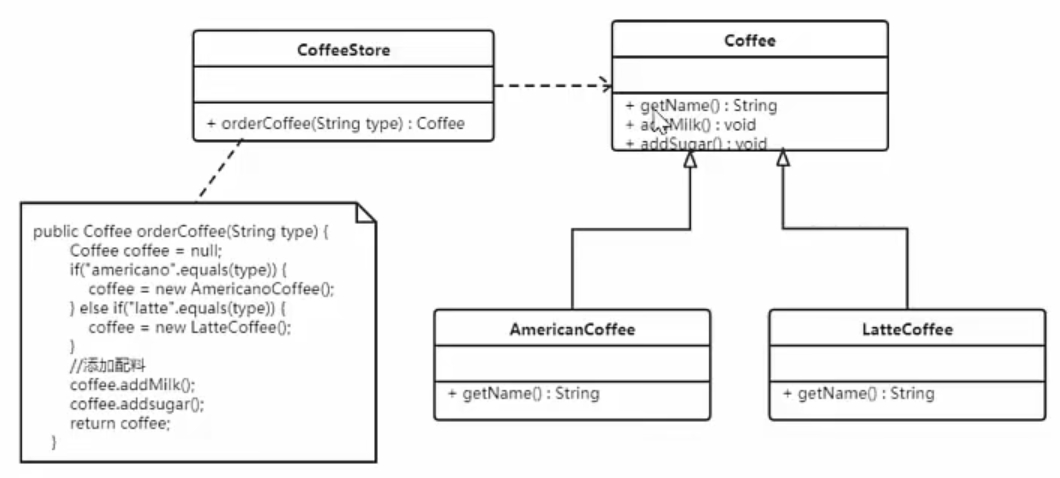 CoffeeStore
+ orderCoffee(String type) : Coffee
Coffee
+ getName() : String
+ addMilk() : void
+ addSugar() : void
public Coffee orderCoffee(String type) {
Coffee coffee = null;
if("americano".equals(type)) {
coffee = new AmericanoCoffee();
} else if("latte".equals(type)) {
coffee = new LatteCoffee();
}
//添加配料
coffee.addMilk();
coffee.addsugar();
return coffee;
}
AmericanCoffee
+ getName() : String
LatteCoffee
+ getName() : String